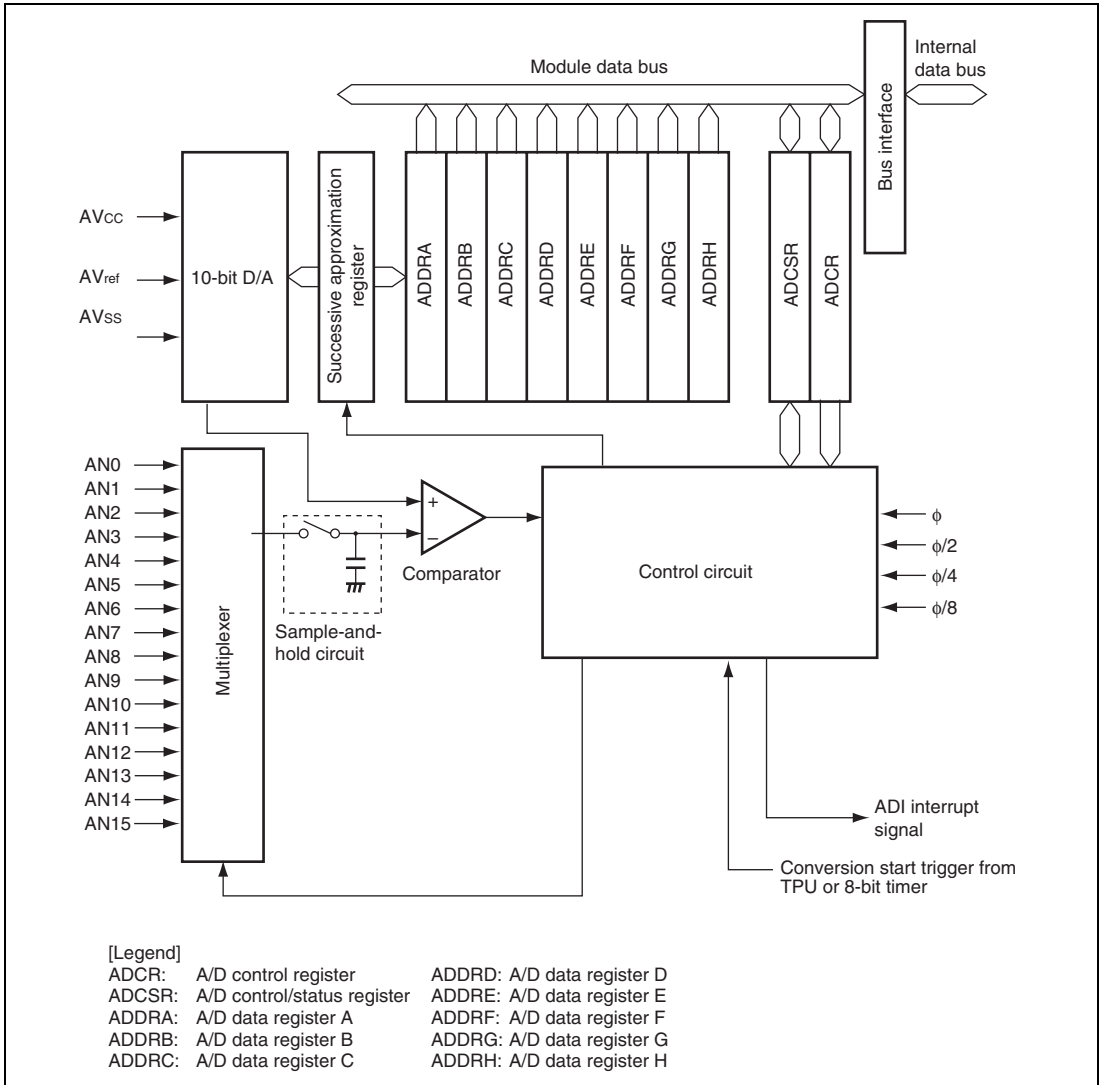 Module data bus
Internal
data bus
Bus interface
AVCC
AVref
AVSS
10-bit D/A
Successive approximation
register
ADDRA
ADDRB
ADDRC
ADDRD
ADDRE
ADDRF
ADDRG
ADDRH
ADCSR
ADCR
AN0
AN1
AN2
AN3
AN4
AN5
AN6
AN7
AN8
AN9
AN10
AN11
AN12
AN13
AN14
AN15
Multiplexer
+
−
Comparator
Sample-and-
hold circuit
Control circuit
ϕ
ϕ/2
ϕ/4
ϕ/8
ADI interrupt
signal
Conversion start trigger from
TPU or 8-bit timer
[Legend]
ADCR: A/D control register
ADCSR: A/D control/status register
ADDRA: A/D data register A
ADDRB: A/D data register B
ADDRC: A/D data register C
ADDRD: A/D data register D
ADDRE: A/D data register E
ADDRF: A/D data register F
ADDRG: A/D data register G
ADDRH: A/D data register H